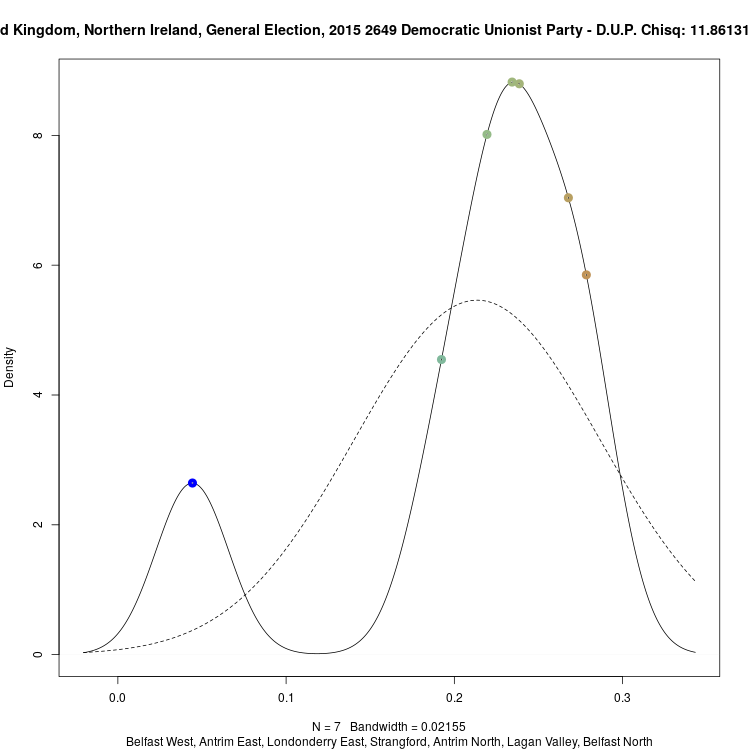 d Kingdom, Northern Ireland, General Election, 2015 2649 Democratic Unionist Party - D.U.P. Chisq: 11.86131
Density
8
6
4
2
0
0.0 0.1 0.2 0.3
N = 7 Bandwidth = 0.02155
Belfast West, Antrim East, Londonderry East, Strangford, Antrim North, Lagan Valley, Belfast North